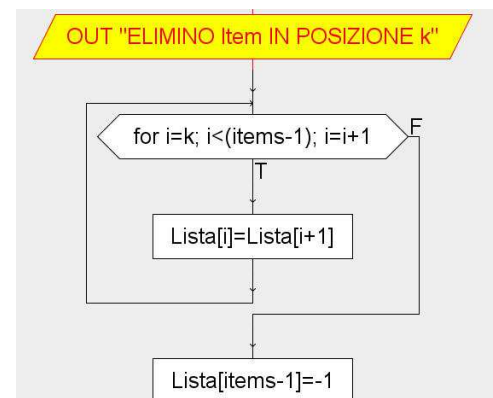 OUT "ELIMINO Item IN POSIZIONE k"
for i=k; i<(items-1); i=i+1
F
T
Lista[i]=Lista[i+1]
Lista[items-1]=-1